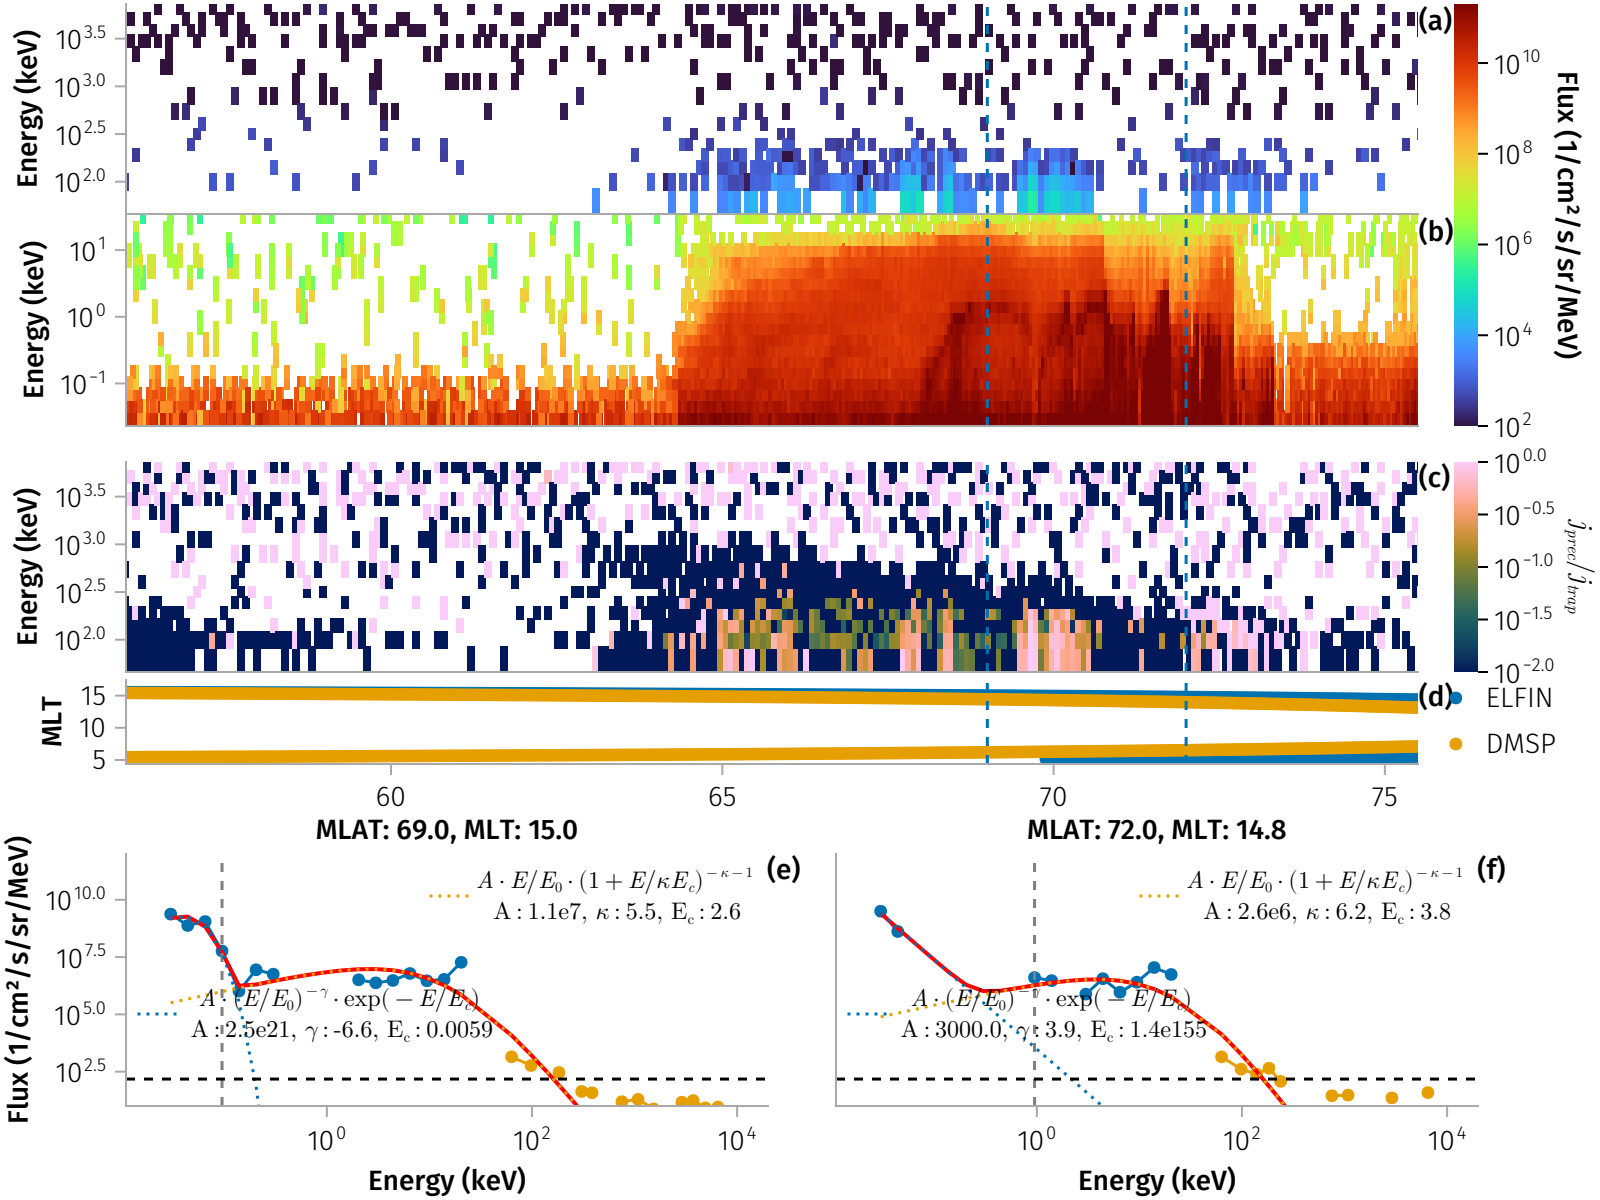 (a)
Energy (keV)
10^3.5
10^3.0
10^2.5
10^2.0
Flux (1/cm²/s/sr/MeV)
10^10
10^8
10^6
10^4
10^2
(b)
Energy (keV)
10^1
10^0
10^−1
(c)
Energy (keV)
10^3.5
10^3.0
10^2.5
10^2.0
j_prec/j_trap
10^0.0
10^−0.5
10^−1.0
10^−1.5
10^−2.0
(d)
MLT
15
10
5
ELFIN
DMSP
60 65 70 75
MLAT: 69.0, MLT: 15.0
(e)
Flux (1/cm²/s/sr/MeV)
10^10.0
10^7.5
10^5.0
10^2.5
A · E/E_0 · (1 + E/κE_c)^−κ−1
A : 1.1e7, κ : 5.5, E_c : 2.6
A · (E/E_0)^−γ · exp( − E/E_c)
A : 2.5e21, γ : -6.6, E_c : 0.0059
10^0 10^2 10^4
Energy (keV)
MLAT: 72.0, MLT: 14.8
(f)
A · E/E_0 · (1 + E/κE_c)^−κ−1
A : 2.6e6, κ : 6.2, E_c : 3.8
A · (E/E_0)^−γ · exp( − E/E_c)
A : 3000.0, γ : 3.9, E_c : 1.4e155
10^0 10^2 10^4
Energy (keV)